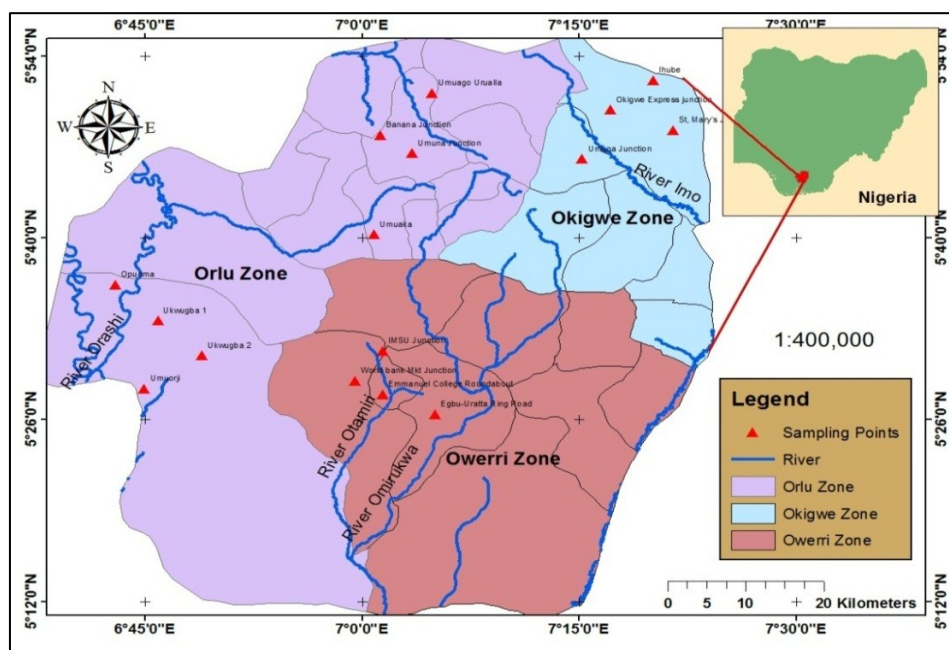 6°45'0"E
7°0'0"E
7°15'0"E
7°30'0"E
5°54'0"N
5°54'0"N
N
W
E
S
Ihube
Umuago Urualla
Okigwe Express junction
St, Mary's
Banana Junction
Umuna Junction
River Imo
Nigeria
Okigwe Zone
5°40'0"N
5°40'0"N
Umuaka
Orlu Zone
Ukwugba 1
1:400,000
Ukwugba 2
IMSU Junction
River Orashi
World bank Mkt Junction
Umuorji
Emmanuel College Roundabout
Egbu-Uratta Ring Road
5°26'0"N
5°26'0"N
River Otamin
River Omirukwa
Owerri Zone
Legend
Sampling Points
River
Orlu Zone
Okigwe Zone
Owerri Zone
0 5 10 20 Kilometers
5°12'0"N
5°12'0"N
6°45'0"E
7°0'0"E
7°15'0"E
7°30'0"E